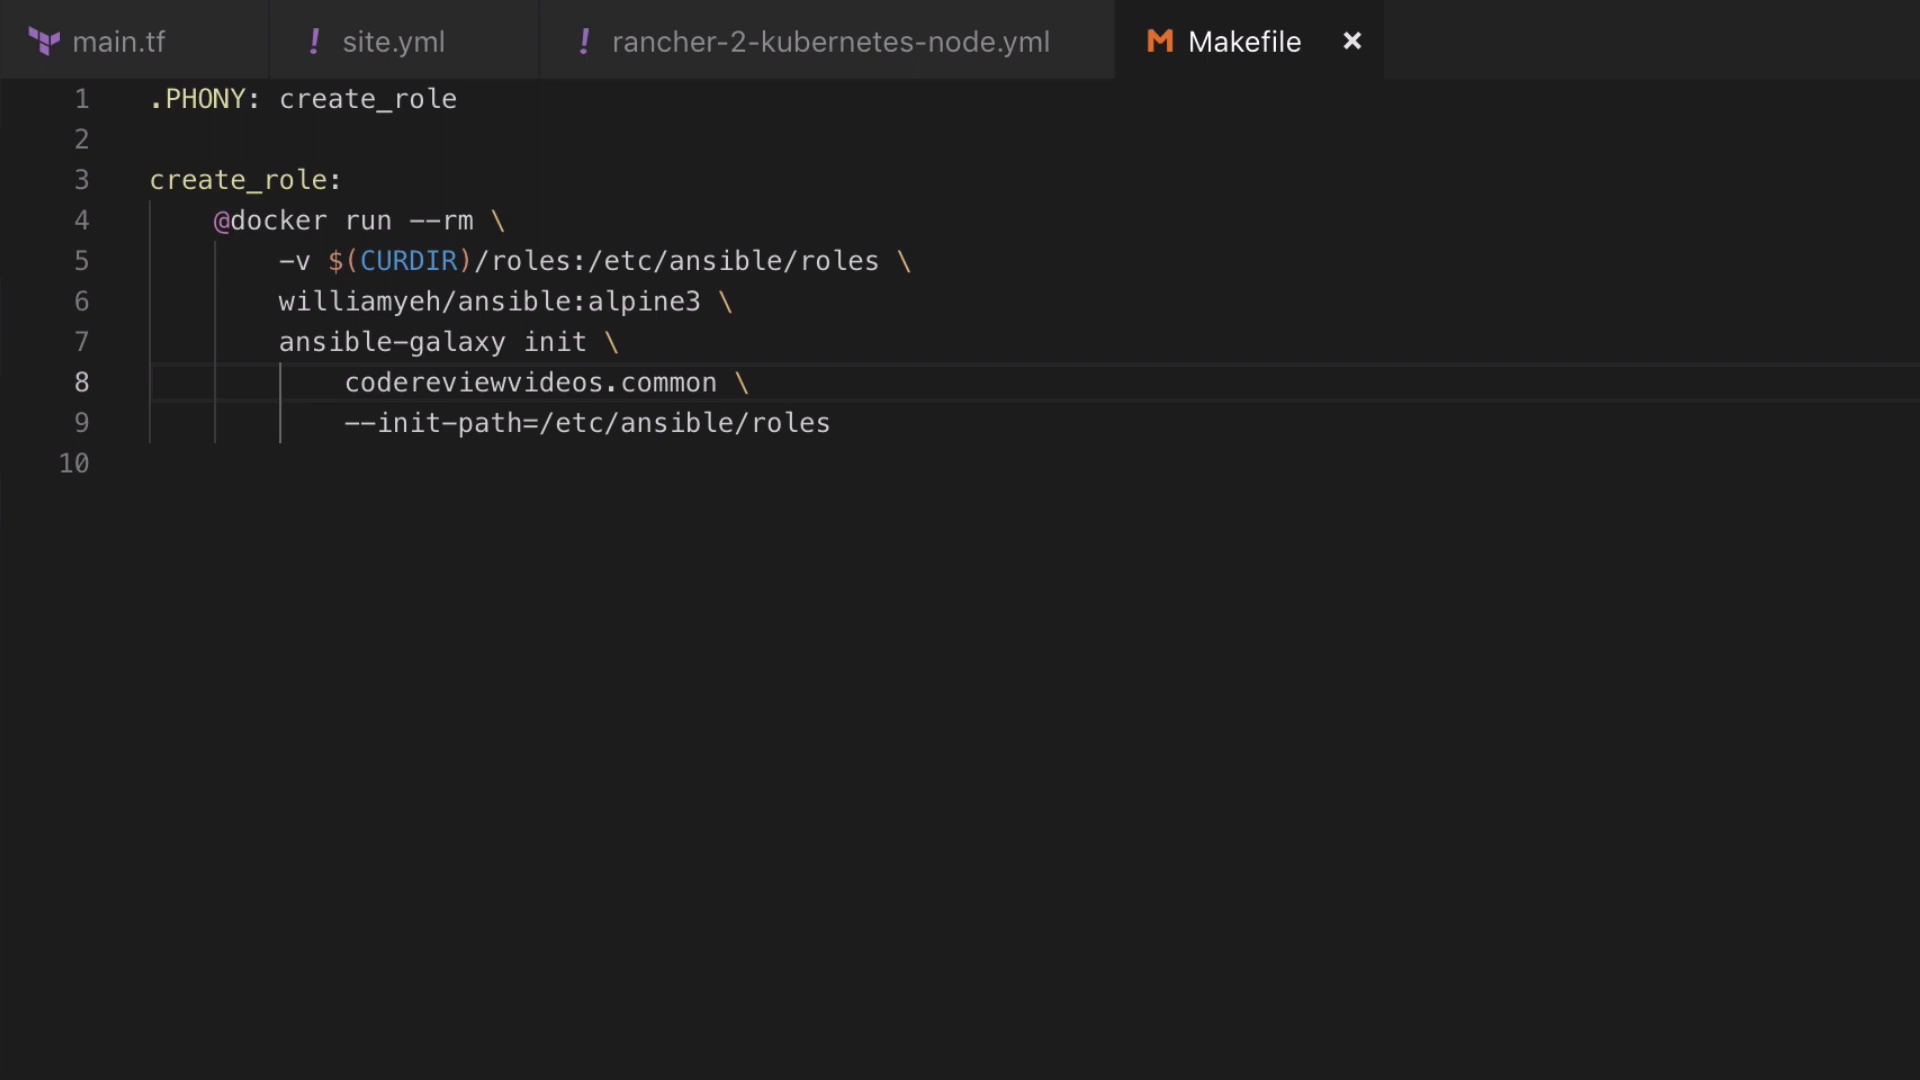 main.tf ! site.yml ! rancher-2-kubernetes-node.yml M Makefile ×
1 .PHONY: create_role
2
3 create_role:
4 @docker run --rm \
5 -v $(CURDIR)/roles:/etc/ansible/roles \
6 williamyeh/ansible:alpine3 \
7 ansible-galaxy init \
8 codereviewvideos.common \
9 --init-path=/etc/ansible/roles
10